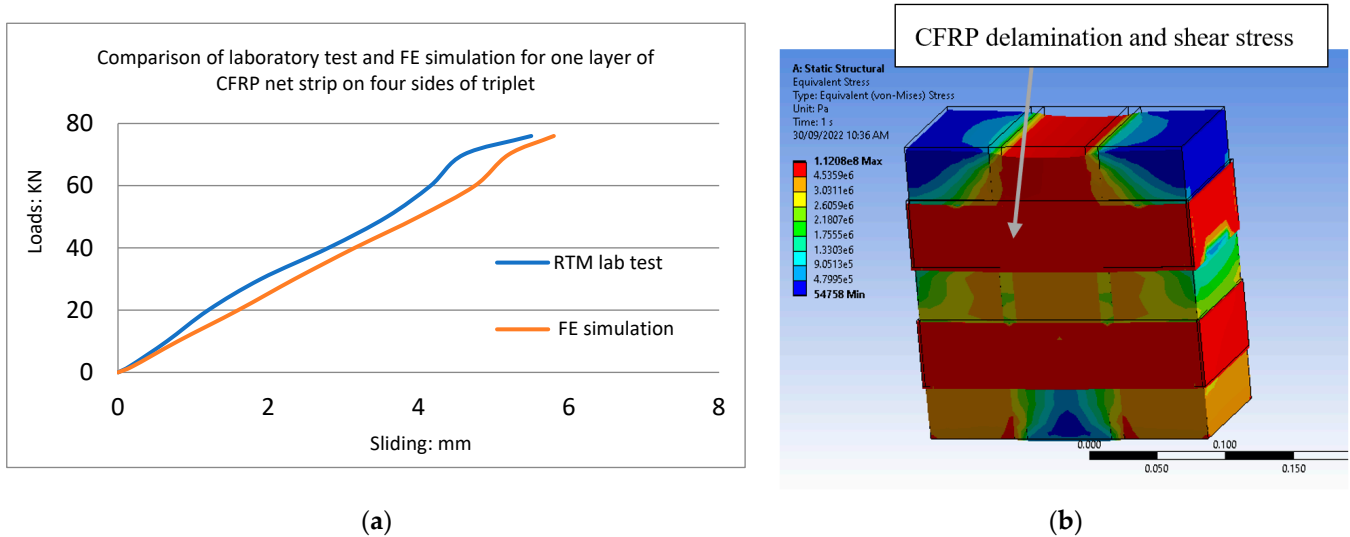 Comparison of laboratory test and FE simulation for one layer of
CFRP net strip on four sides of triplet
80
60
40
20
0
Loads: KN
RTM lab test
FE simulation
0 2 4 6 8
Sliding: mm
(a)
CFRP delamination and shear stress
A: Static Structural
Equivalent Stress
Type: Equivalent (von-Mises) Stress
Unit: Pa
Time: 1 s
30/09/2022 10:36 AM
1.1208e8 Max
4.5359e6
3.0311e6
2.6059e6
2.1807e6
1.7555e6
1.3303e6
9.0513e5
4.7995e5
54758 Min
0.000 0.100
0.050 0.150
(b)